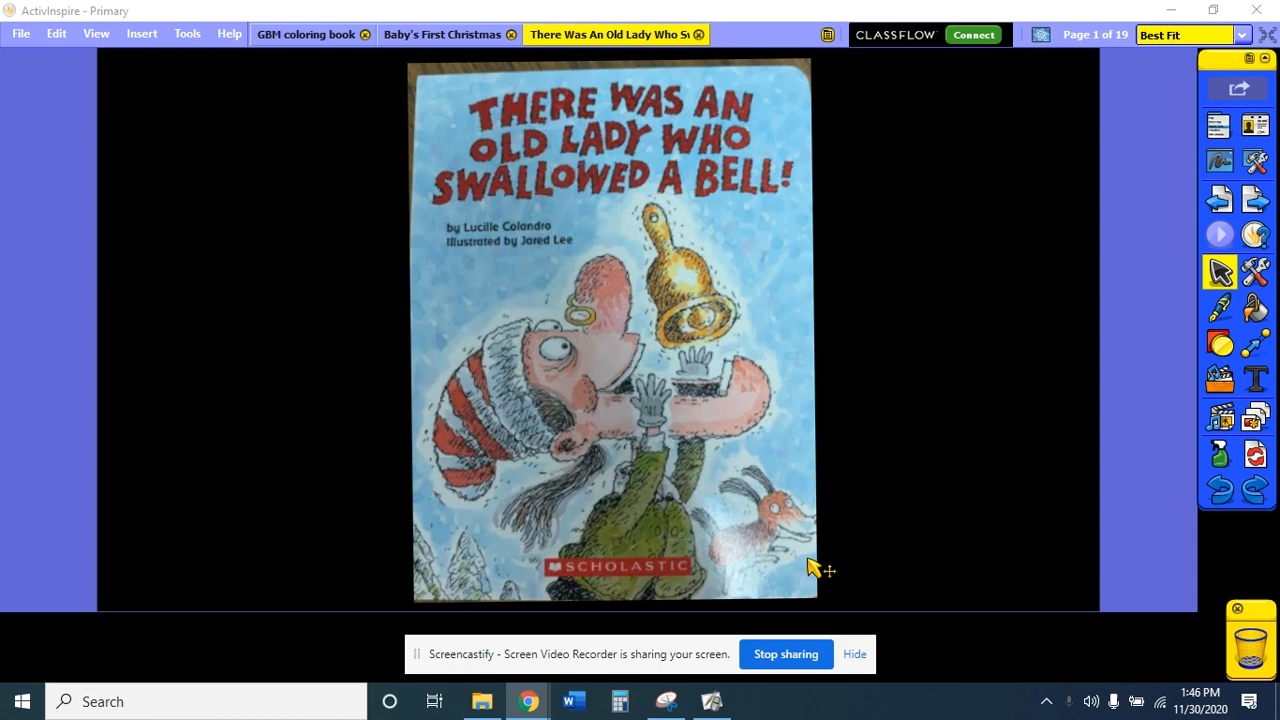 ActivInspire - Primary
File Edit View Insert Tools Help
GBM coloring book
Baby's First Christmas
There Was An Old Lady Who Sw
CLASSFLOW Connect
Page 1 of 19
Best Fit
THERE WAS AN
OLD LADY WHO
SWALLOWED A BELL!
by Lucille Colandro
Illustrated by Jared Lee
SCHOLASTIC
Screencastify - Screen Video Recorder is sharing your screen.
Stop sharing
Hide
Search
1:46 PM
11/30/2020